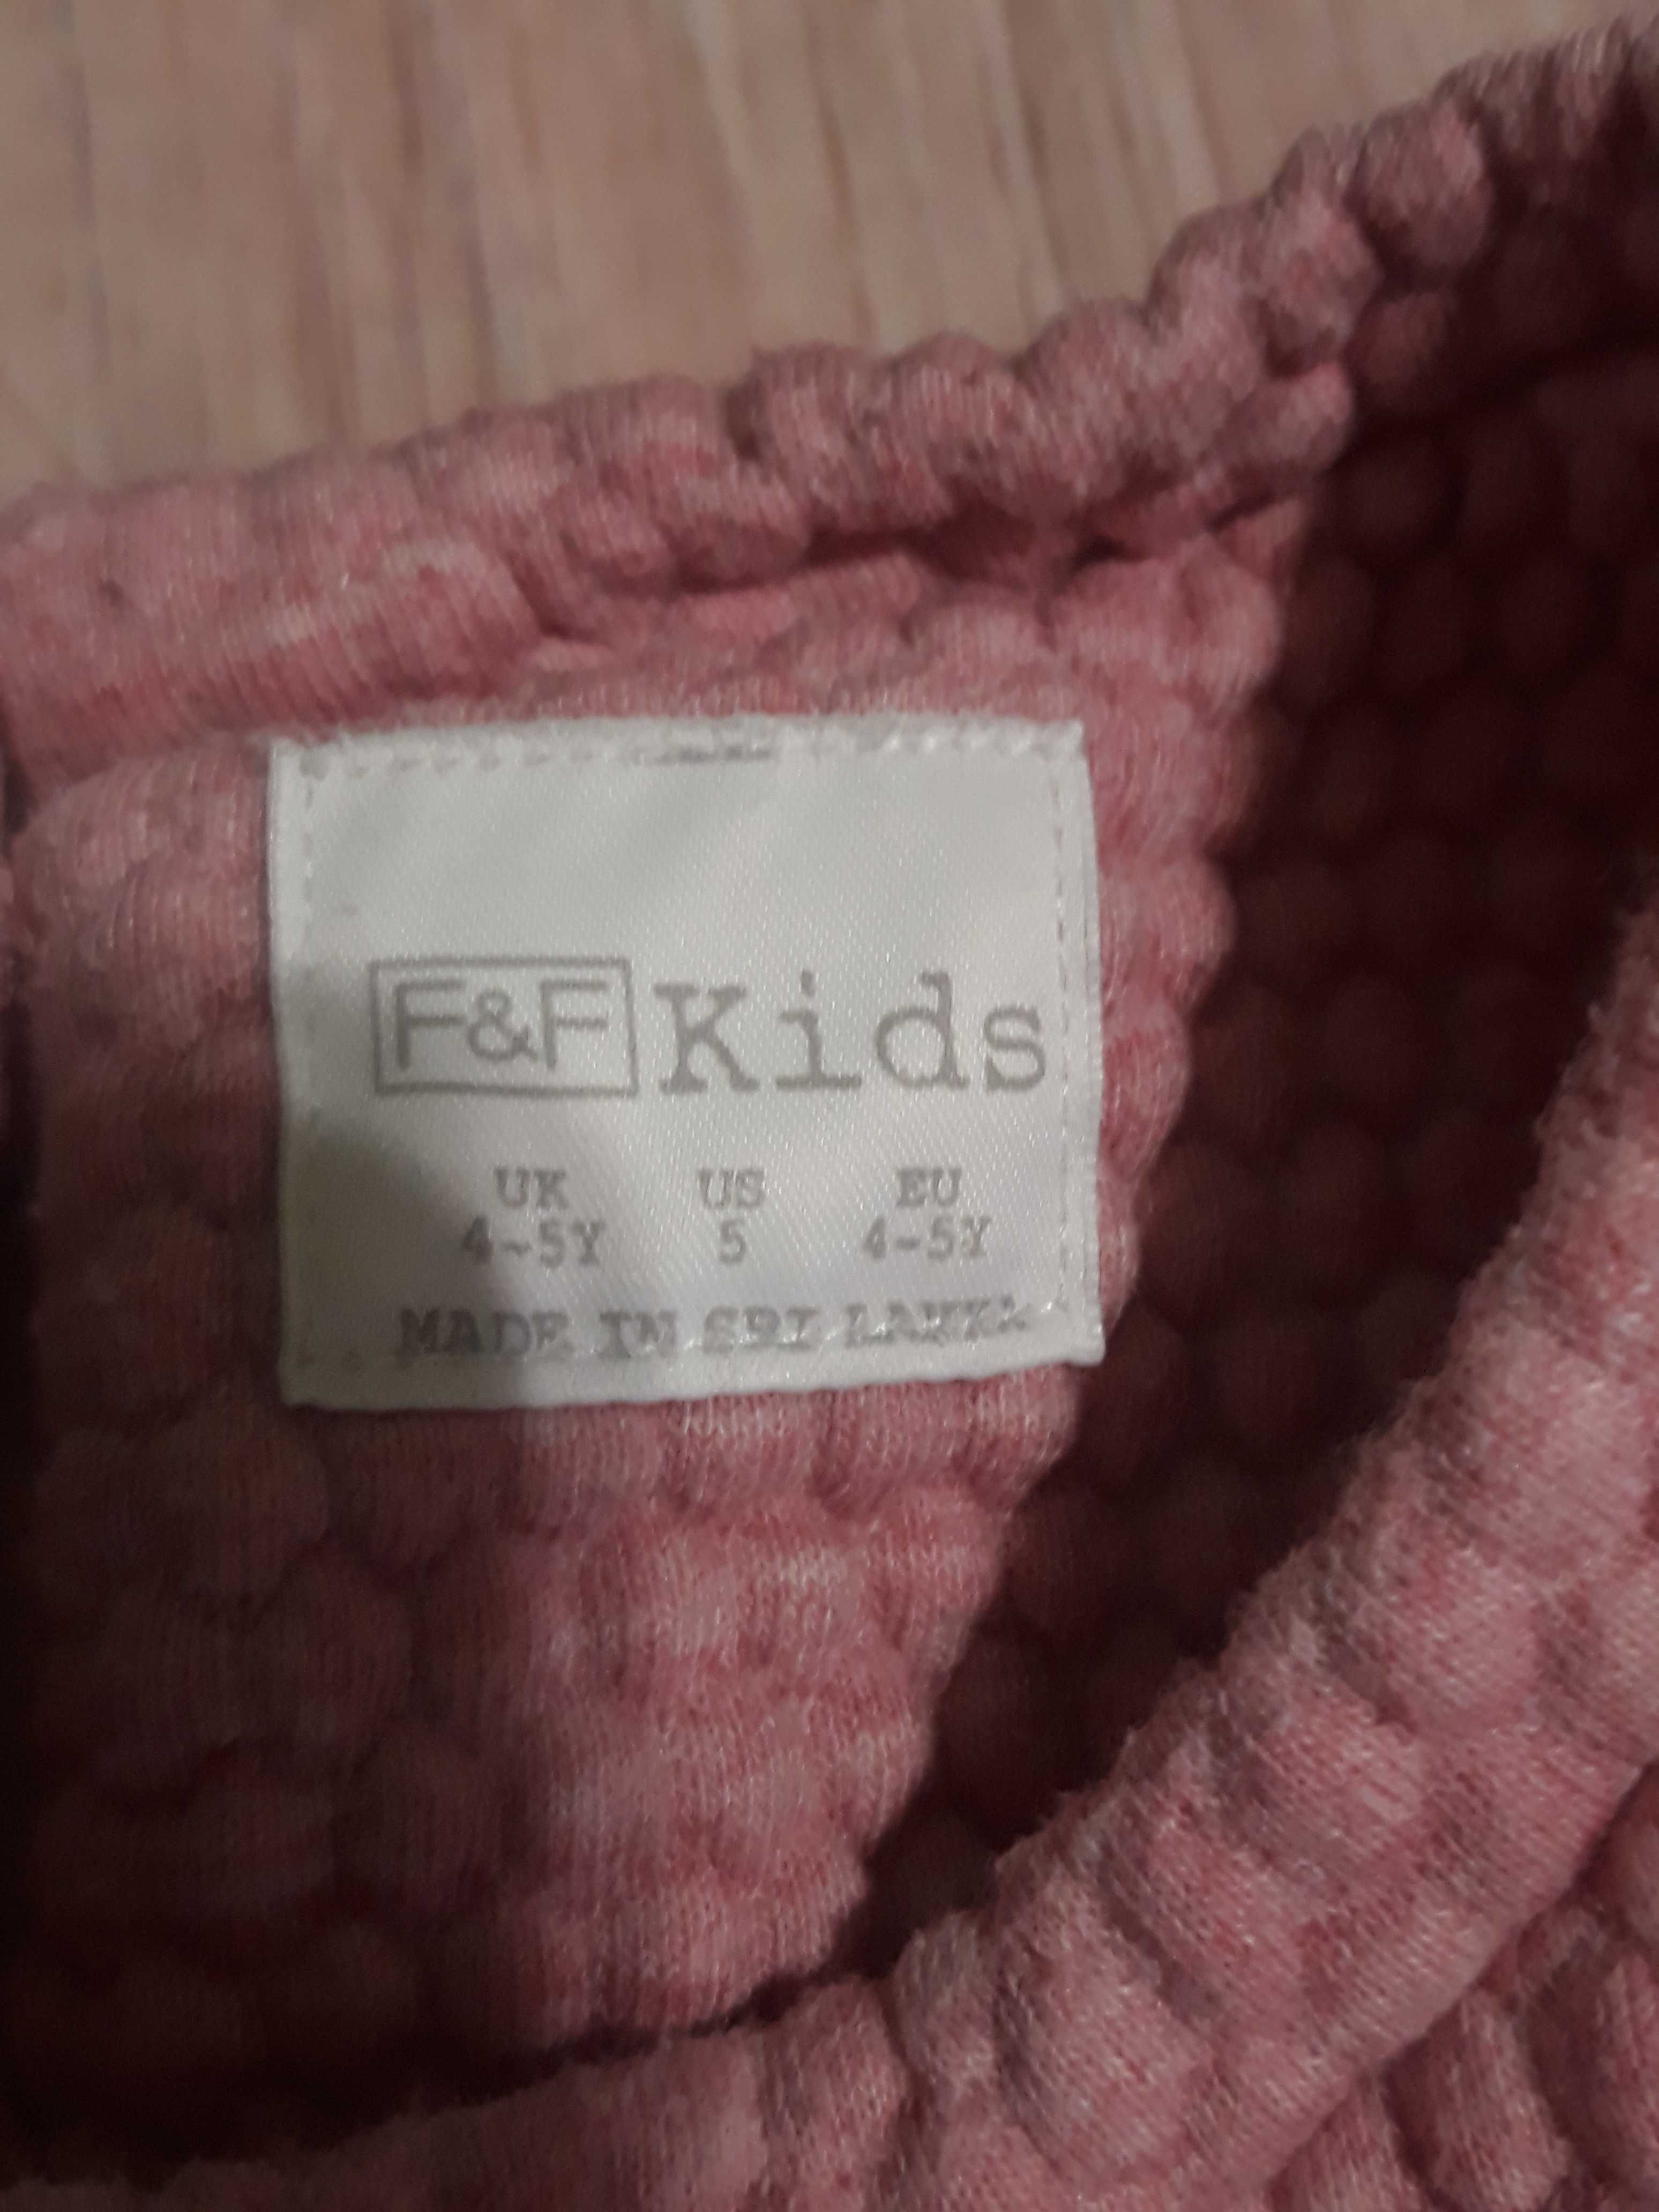 F&F Kids
UK US EU
4-5Y 5 4-5Y
MADE IN SRI LANKA